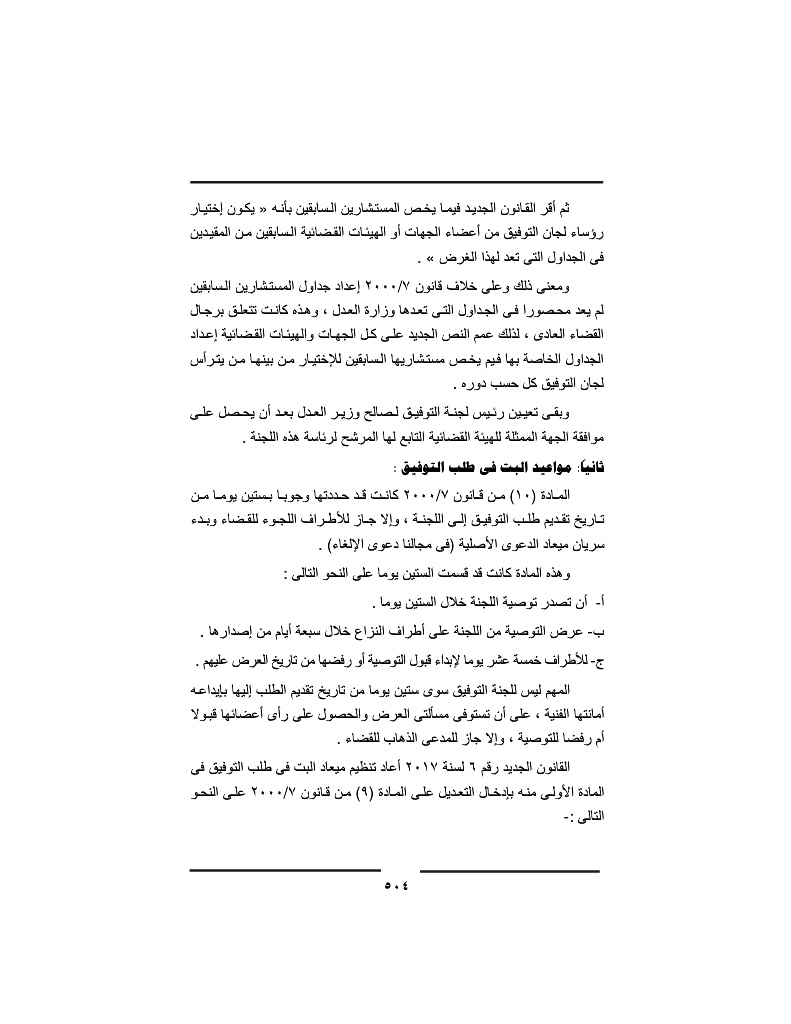 ثم أقر القانون الجديد فيما يخص المستشارين السابقين بأنه « يكون إختيار
رؤساء لجان التوفيق من أعضاء الجهات أو الهيئات القضائية السابقين من المقيدين
فى الجداول التى تعد لهذا الغرض » .
ومعنى ذلك وعلى خلاف قانون ٢٠٠٠/٧ إعداد جداول المستشارين السابقين
لم يعد محصورا فى الجداول التى تعدها وزارة العدل ، وهذه كانت تتعلق برجال
القضاء العادى ، لذلك عمم النص الجديد على كل الجهات والهيئات القضائية إعداد
الجداول الخاصة بها فيم يخص مستشاريها السابقين للإختيار من بينها من يترأس
لجان التوفيق كل حسب دوره .
وبقى تعيين رئيس لجنة التوفيق لصالح وزير العدل بعد أن يحصل على
موافقة الجهة الممثلة للهيئة القضائية التابع لها المرشح لرئاسة هذه اللجنة .
ثانياً: مواعيد البت فى طلب التوفيق :
المادة (١٠) من قانون ٢٠٠٠/٧ كانت قد حددتها وجوبا بستين يوما من
تاريخ تقديم طلب التوفيق إلى اللجنة ، وإلا جاز للأطراف اللجوء للقضاء وبدء
سريان ميعاد الدعوى الأصلية (فى مجالنا دعوى الإلغاء) .
وهذه المادة كانت قد قسمت الستين يوما على النحو التالى :
أ- أن تصدر توصية اللجنة خلال الستين يوما .
ب- عرض التوصية من اللجنة على أطراف النزاع خلال سبعة أيام من إصدارها .
ج- للأطراف خمسة عشر يوما لإبداء قبول التوصية أو رفضها من تاريخ العرض عليهم .
المهم ليس للجنة التوفيق سوى ستين يوما من تاريخ تقديم الطلب إليها بإيداعه
أمانتها الفنية ، على أن تستوفى مسألتى العرض والحصول على رأى أعضائها قبولا
أم رفضا للتوصية ، وإلا جاز للمدعى الذهاب للقضاء .
القانون الجديد رقم ٦ لسنة ٢٠١٧ أعاد تنظيم ميعاد البت فى طلب التوفيق فى
المادة الأولى منه بإدخال التعديل على المادة (٩) من قانون ٢٠٠٠/٧ على النحو
التالى :-
٥٠٤